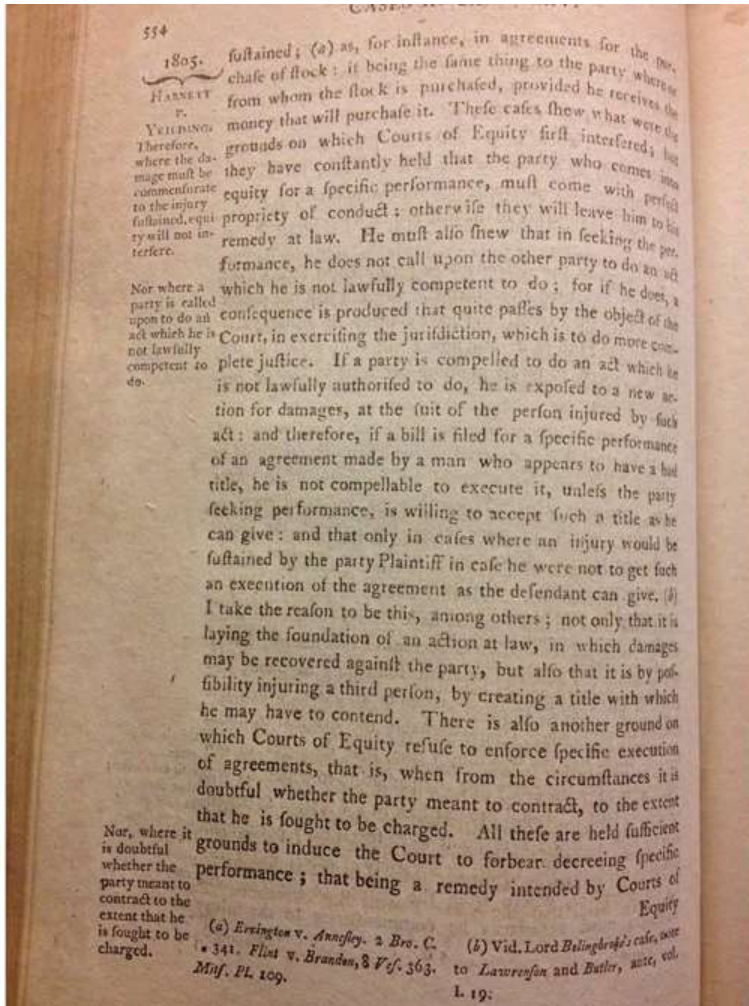 554
1805.
HARNETT
v.
YEILDING.
Therefore,
where the da-
mage muſt be
commenſurate
to the injury
ſuſtained, equi-
ty will not in-
terfere.
Nor where a
party is called
upon to do an
act which he is
not lawfully
competent to
do.
Nor, where it
is doubtful
whether the
party meant to
contract to the
extent that he
is ſought to be
charged.
ſuſtained; (a) as, for inſtance, in agreements for the pur-
chaſe of ſtock: it being the ſame thing to the party where or
from whom the ſtock is purchaſed, provided he receives the
money that will purchaſe it. Theſe caſes ſhew what were the
grounds on which Courts of Equity firſt interfered; but
they have conſtantly held that the party who comes into
equity for a ſpecific performance, muſt come with perfect
propriety of conduct: otherwiſe they will leave him to his
remedy at law. He muſt alſo ſhew that in ſeeking the per-
formance, he does not call upon the other party to do an act
which he is not lawfully competent to do; for if he does, a
conſequence is produced that quite paſſes by the object of the
Court, in exerciſing the juriſdiction, which is to do more com-
plete juſtice. If a party is compelled to do an act which he
is not lawfully authoriſed to do, he is expoſed to a new ac-
tion for damages, at the ſuit of the perſon injured by ſuch
act: and therefore, if a bill is filed for a ſpecific performance
of an agreement made by a man who appears to have a bad
title, he is not compellable to execute it, unleſs the party
ſeeking performance, is willing to accept ſuch a title as he
can give: and that only in caſes where an injury would be
ſuſtained by the party Plaintiff in caſe he were not to get ſuch
an execution of the agreement as the defendant can give. (b)
I take the reaſon to be this, among others; not only that it is
laying the foundation of an action at law, in which damages
may be recovered againſt the party, but alſo that it is by poſ-
ſibility injuring a third perſon, by creating a title with which
he may have to contend. There is alſo another ground on
which Courts of Equity refuſe to enforce ſpecific execution
of agreements, that is, when from the circumſtances it is
doubtful whether the party meant to contract, to the extent
that he is ſought to be charged. All theſe are held ſufficient
grounds to induce the Court to forbear decreeing ſpecific
performance; that being a remedy intended by Courts of
Equity
(a) Errington v. Anneſley. 2 Bro. C.
341. Flint v. Brandon, 8 Veſ. 363.
Mitf. Pl. 109.
(b) Vid. Lord Bolingbroke's caſe, note
to Lawrenſon and Butler, ante, vol.
I. 19.